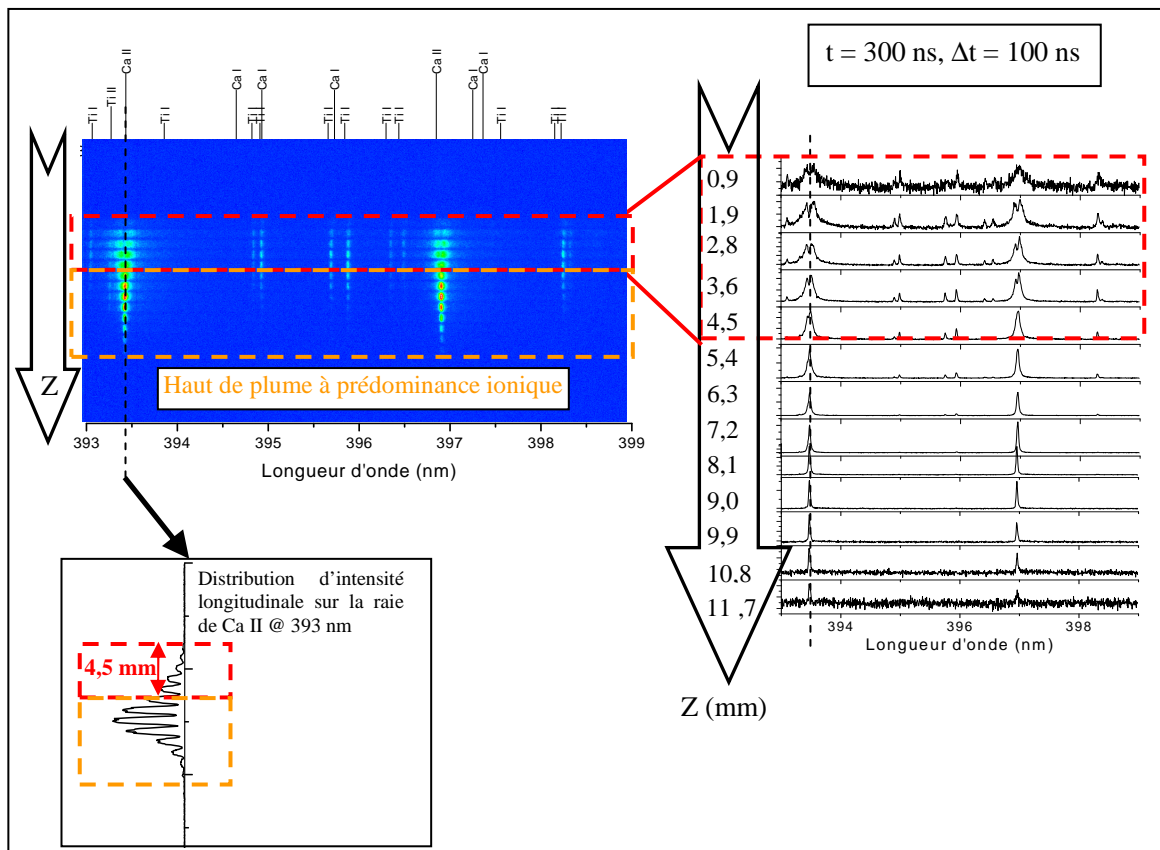 t = 300 ns, Δt = 100 ns
Ti I
Ti II
Ca II
Ti I
Ca I
Ti I
Ti I
Ca I
Ti I
Ca I
Ti I
Ti I
Ti I
Ca II
Ca I
Ca I
Ti I
Ti I
Ti I
Z
Haut de plume à prédominance ionique
393 394 395 396 397 398 399
Longueur d'onde (nm)
0,9
1,9
2,8
3,6
4,5
5,4
6,3
7,2
8,1
9,0
9,9
10.8
11 ,7
394 396 398
Longueur d'onde (nm)
Z (mm)
Distribution d'intensité
longitudinale sur la raie
de Ca II @ 393 nm
4,5 mm